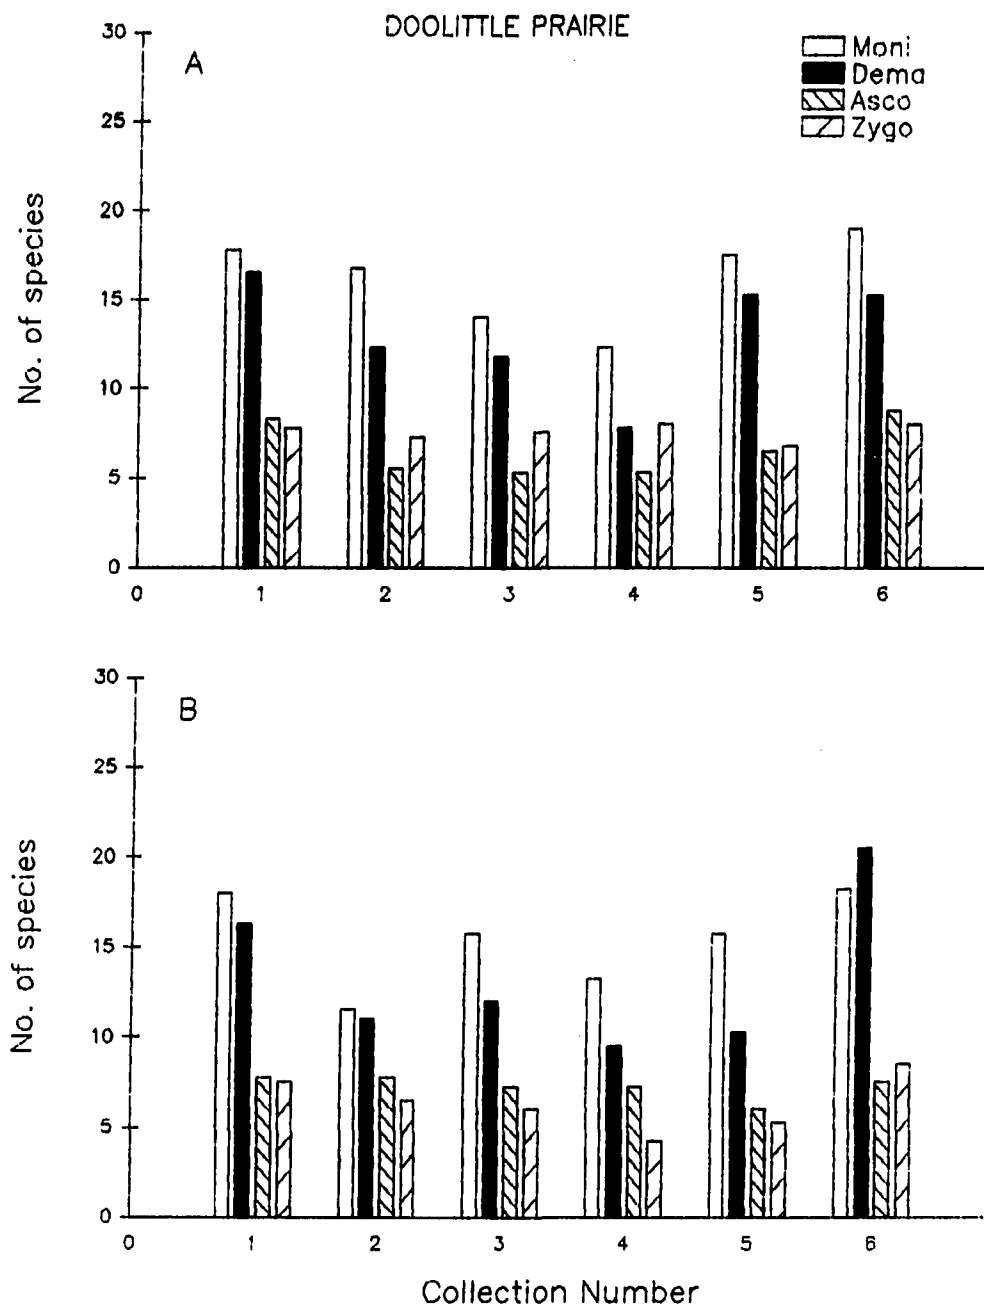 DOOLITTLE PRAIRIE
A
Moni
Dema
Asco
Zygo
30
25
20
15
10
5
0
No. of species
0 1 2 3 4 5 6
B
30
25
20
15
10
5
0
No. of species
0 1 2 3 4 5 6
Collection Number